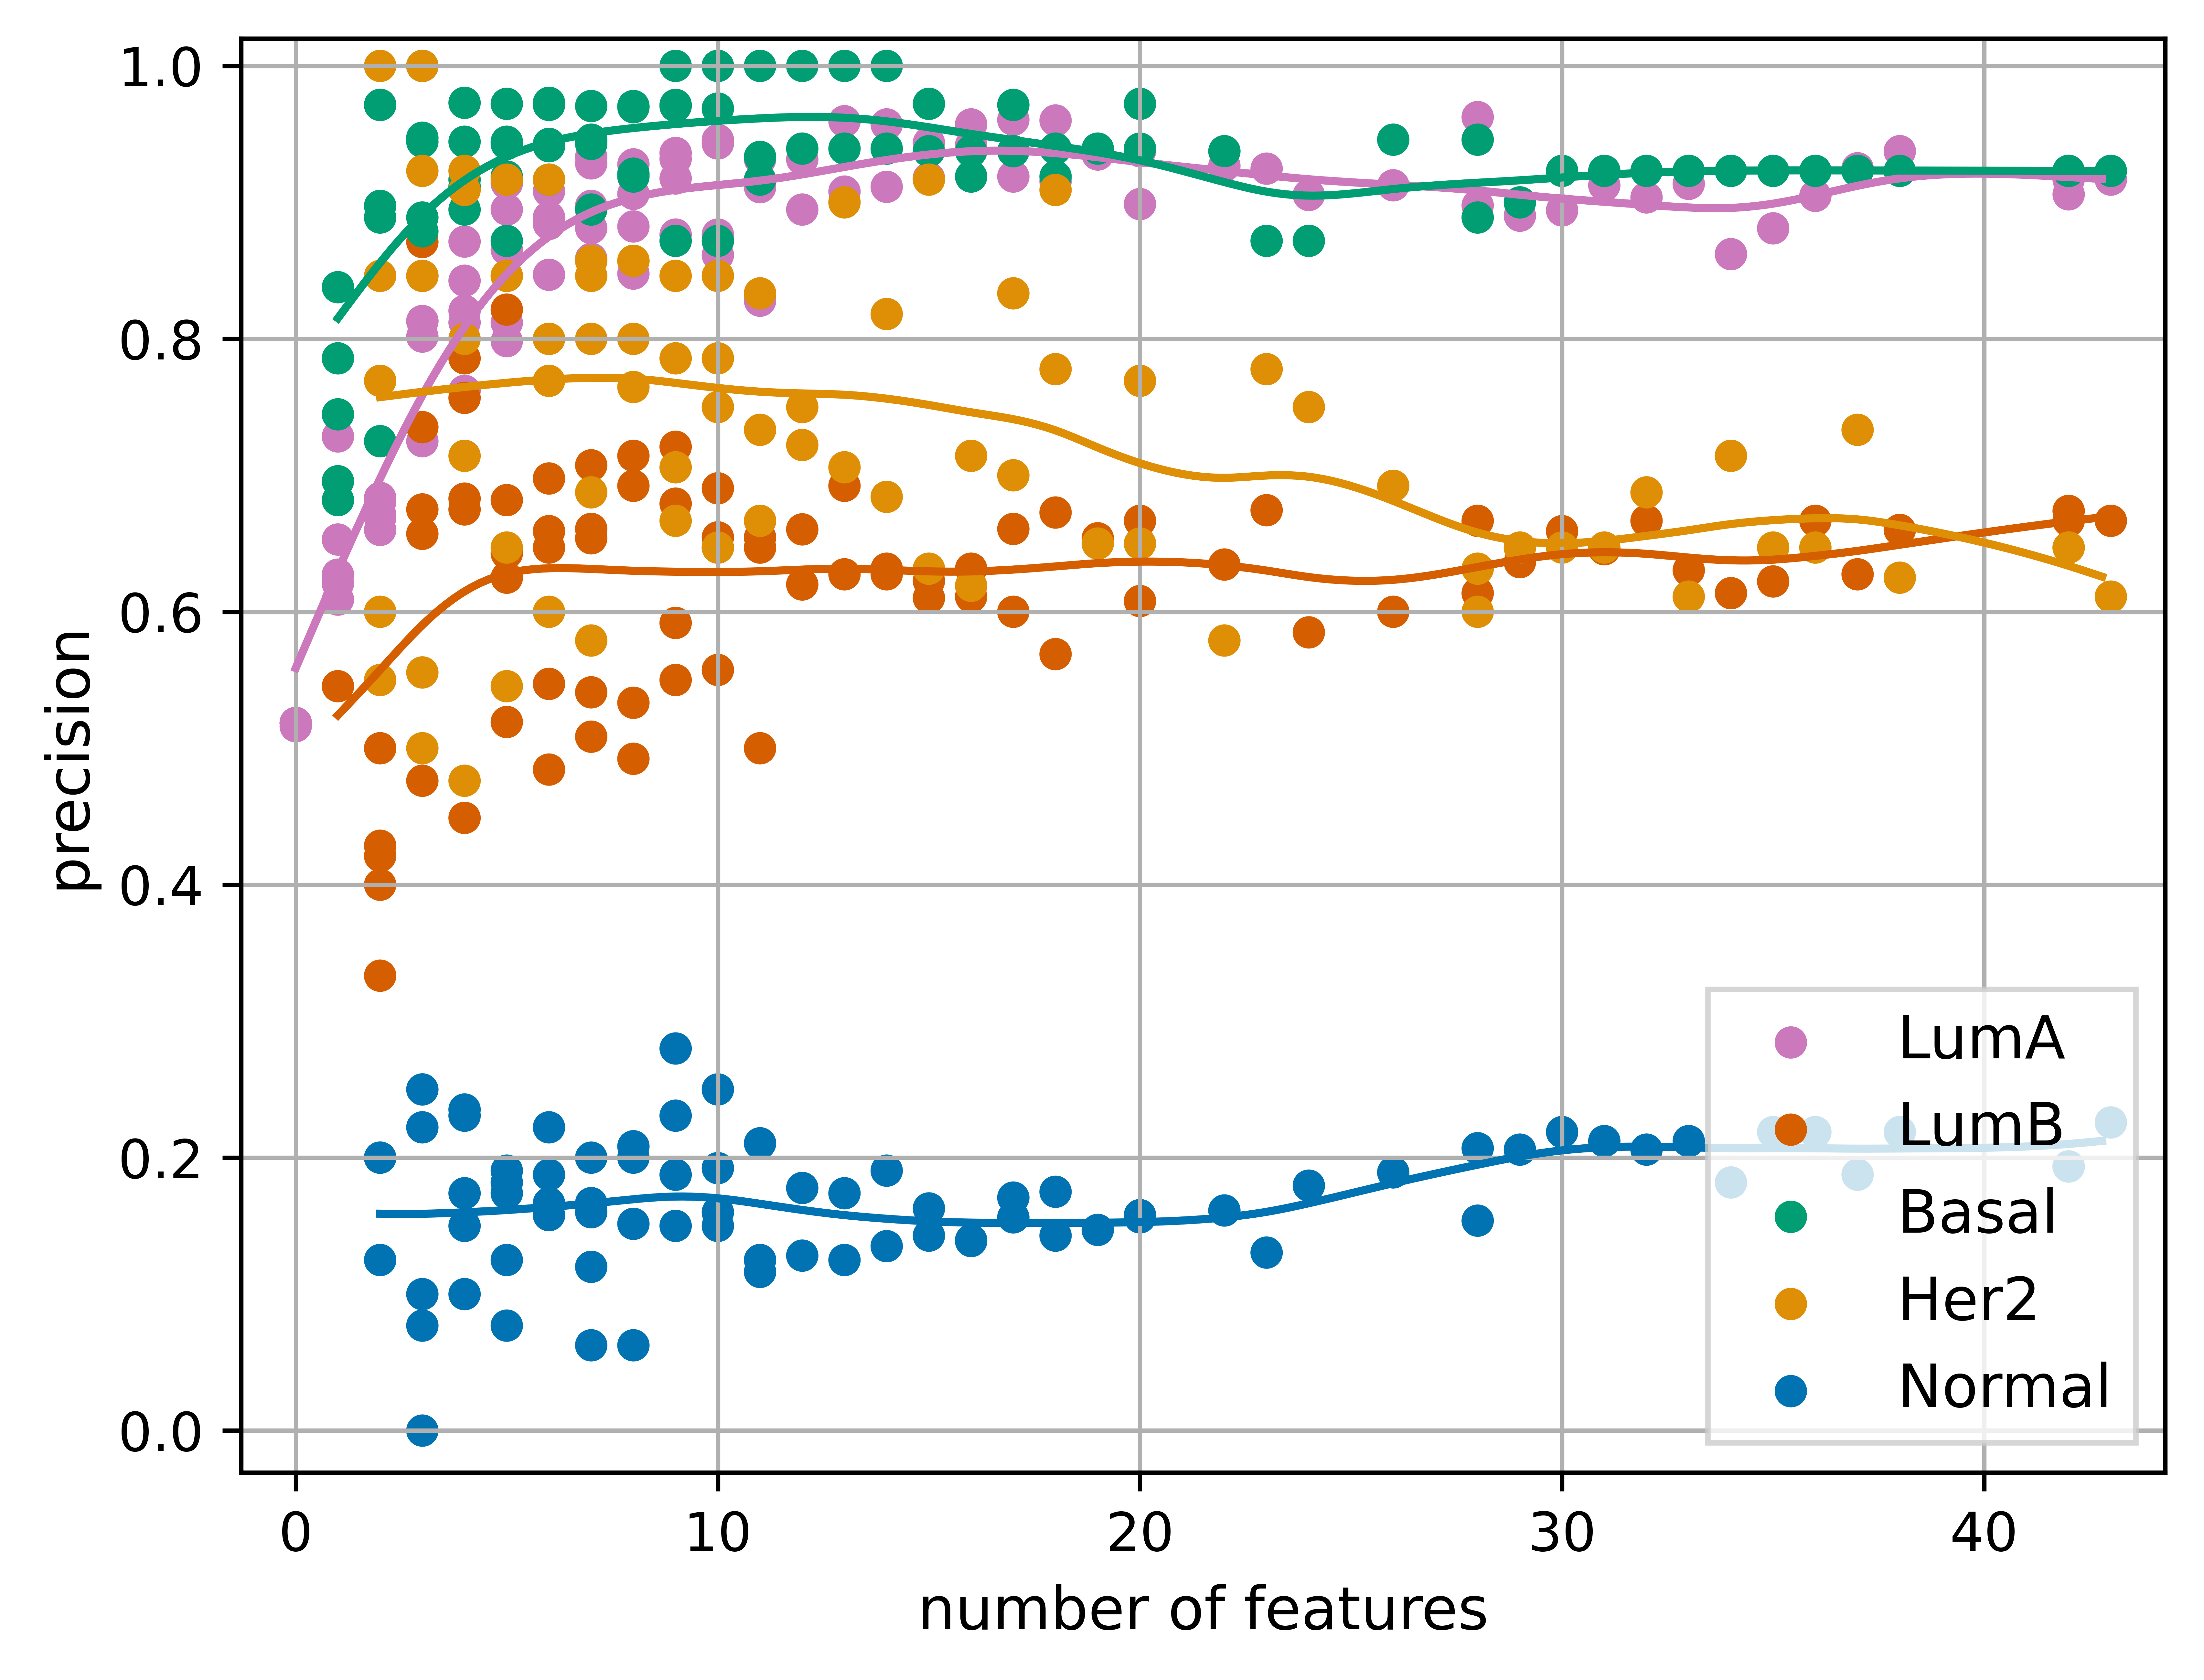 1.0
0.8
0.6
0.4
0.2
0.0
precision
LumA
LumB
Basal
Her2
Normal
0 10 20 30 40
number of features